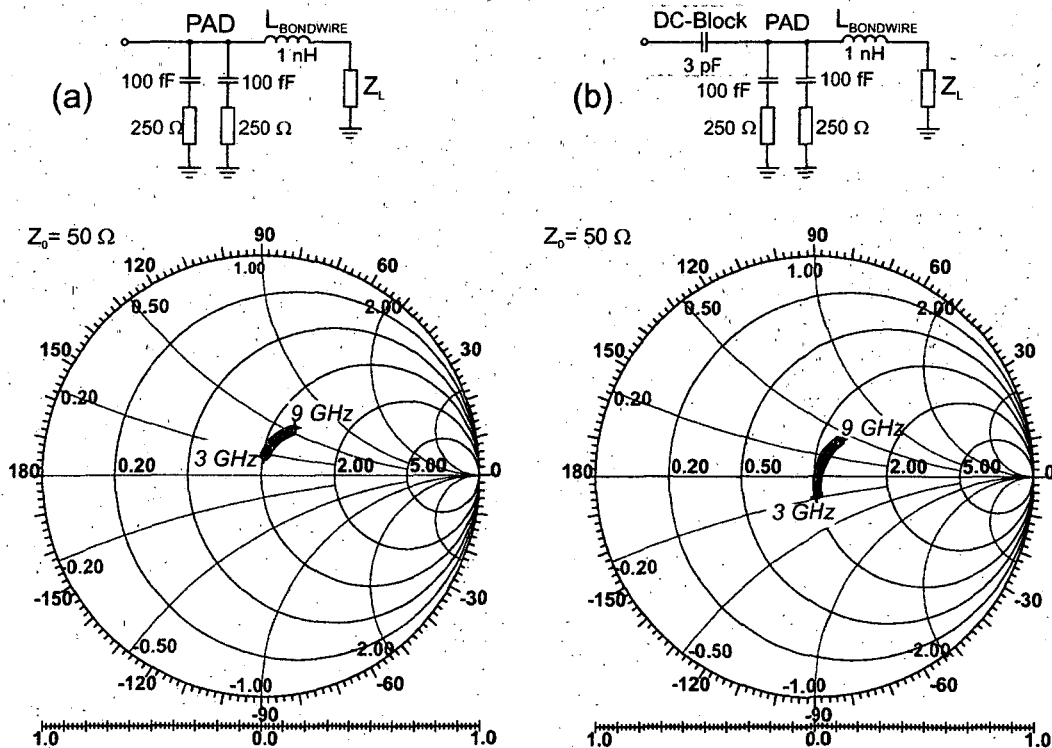 PAD
L BONDWIRE
1 nH
100 fF
100 fF
Z L
(a)
250 Ω
250 Ω
DC-Block
PAD
L BONDWIRE
3 pF
1 nH
100 fF
100 fF
Z L
(b)
250 Ω
250 Ω
Z₀= 50 Ω
90
120
60
1.00
0.50
2.00
150
30
0.20
9 GHz
3 GHz
180
0.20
2.00
5.00
0
-0.20
-150
-30
-0.50
-2.00
-120
-1.00
-60
-90
1.0
0.0
1.0
Z₀= 50 Ω
90
120
60
1.00
0.50
2.00
150
30
0.20
9 GHz
180
0.20
0.50
2.00
5.00
0
3 GHz
-0.20
-150
-30
-0.50
-2.00
-120
-1.00
-60
-90
1.0
0.0
1.0